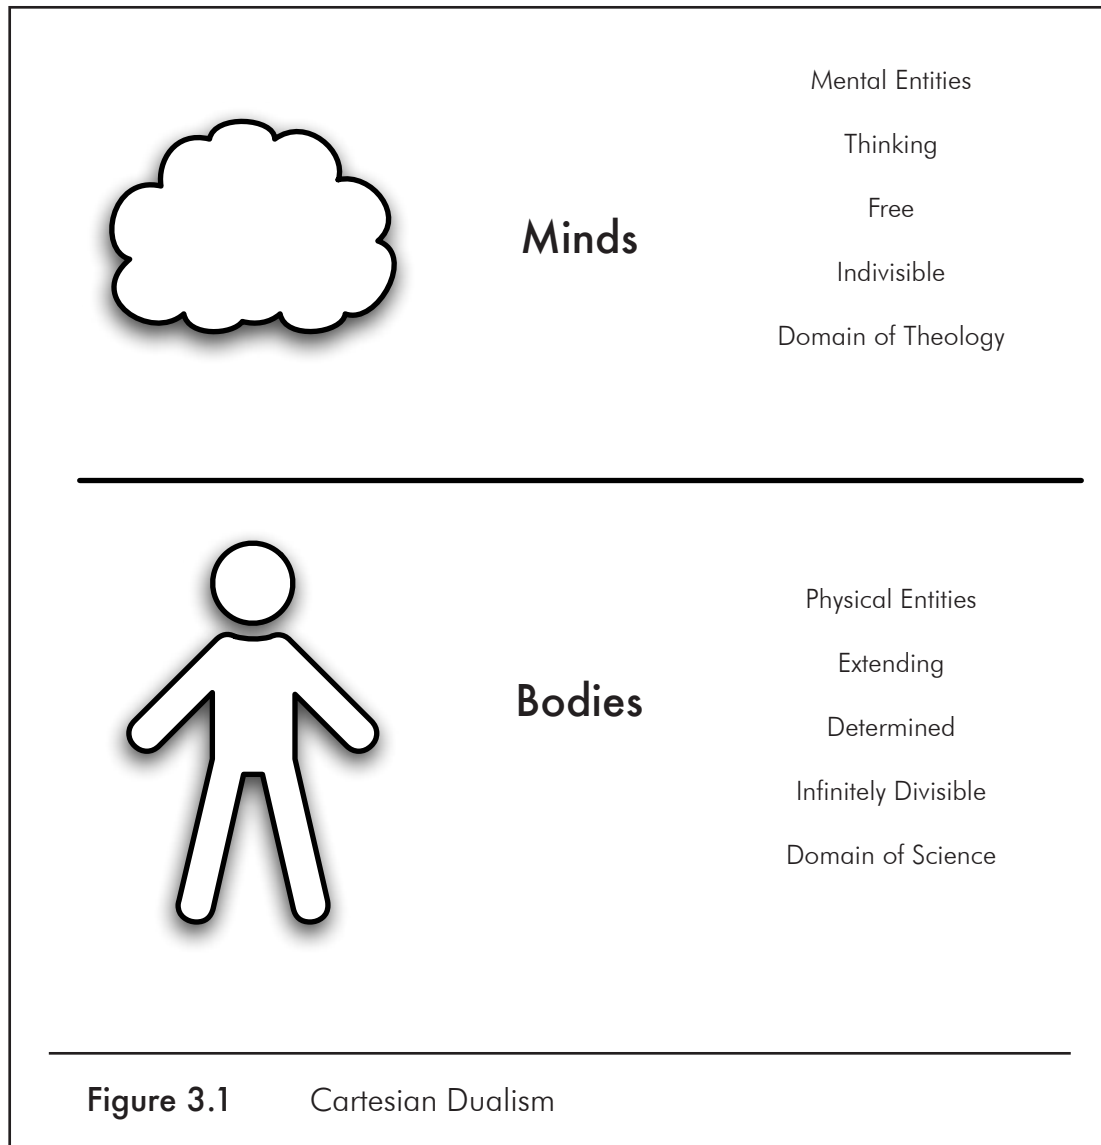 Mental Entities
Thinking
Free
Minds
Indivisible
Domain of Theology
Physical Entities
Extending
Bodies
Determined
Infinitely Divisible
Domain of Science
Figure 3.1 Cartesian Dualism